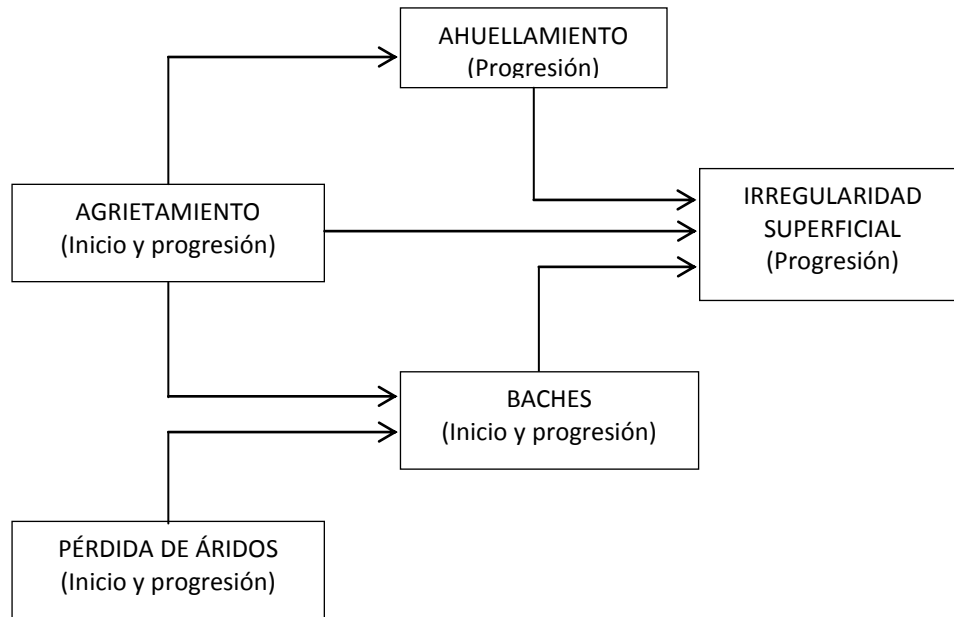 AHUELLAMIENTO
(Progresión)
AGRIETAMIENTO
(Inicio y progresión)
IRREGULARIDAD
SUPERFICIAL
(Progresión)
BACHES
(Inicio y progresión)
PÉRDIDA DE ÁRIDOS
(Inicio y progresión)